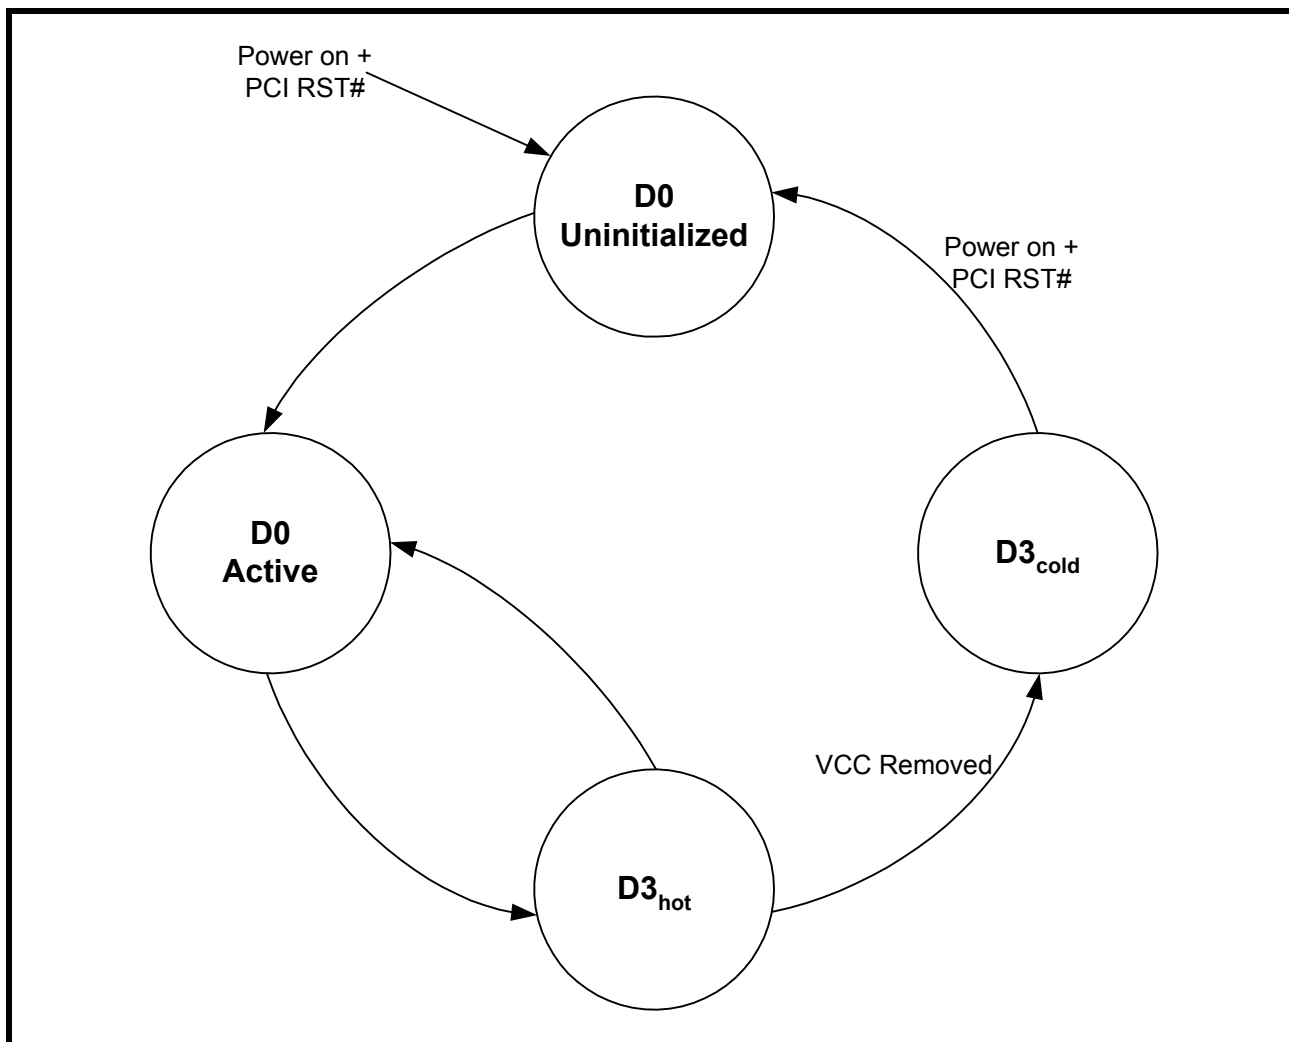 Power on +
PCI RST#
D0
Uninitialized
Power on +
PCI RST#
D0
Active
D3cold
VCC Removed
D3hot